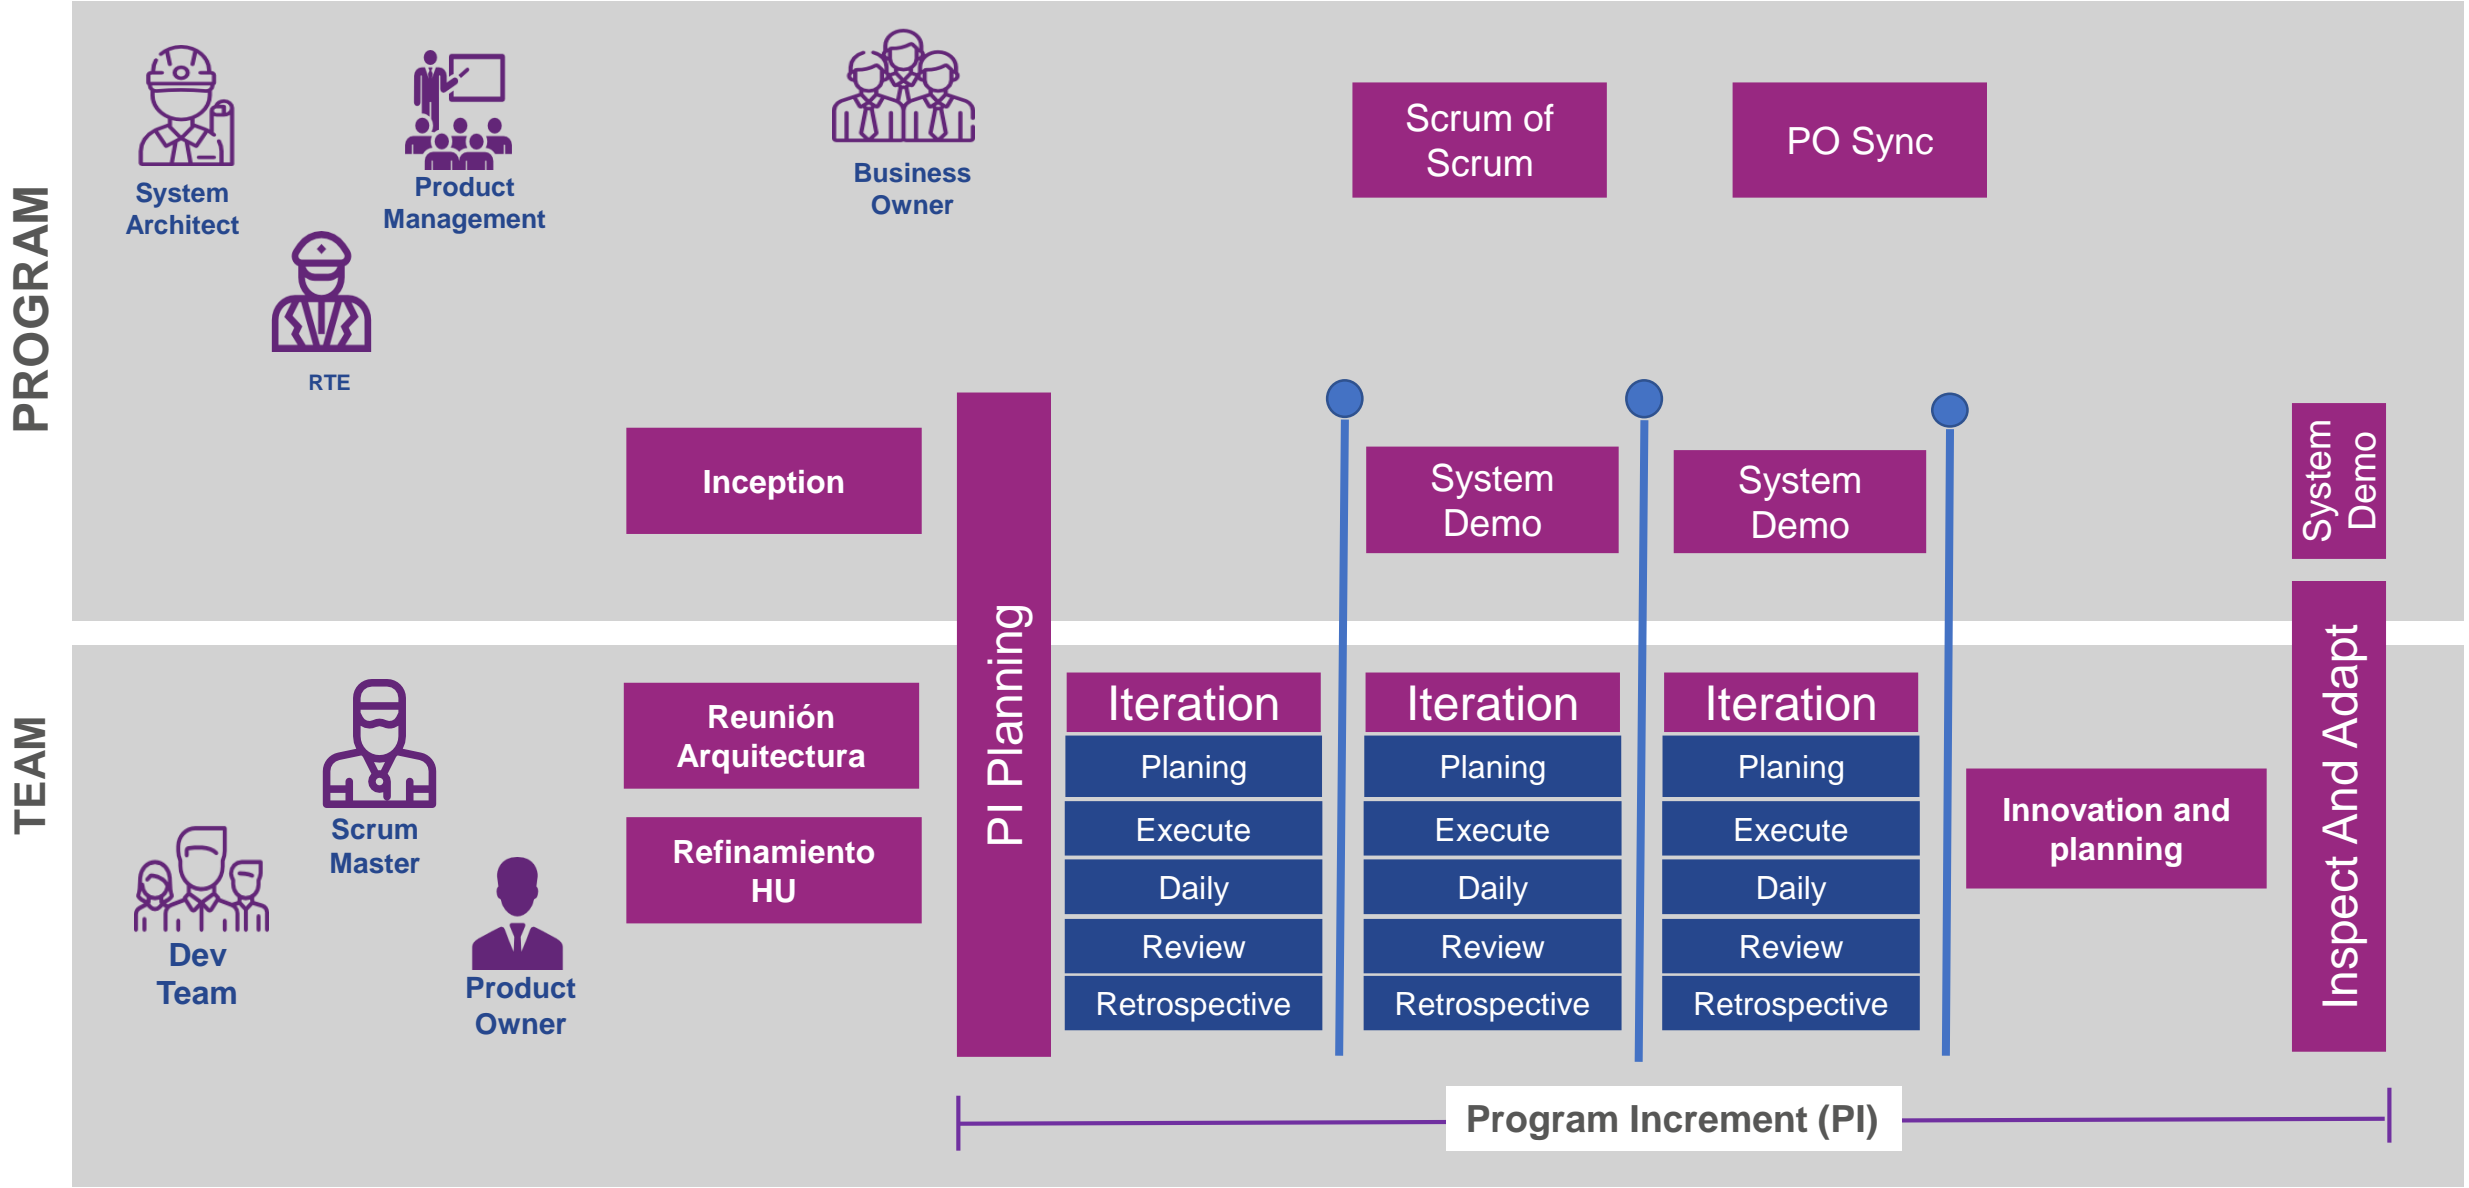 PROGRAM
System
Architect
Product
Management
RTE
Business
Owner
Scrum of
Scrum
PO Sync
Inception
PI Planning
System
Demo
System
Demo
System
Demo
TEAM
Scrum
Master
Dev
Team
Product
Owner
Reunión
Arquitectura
Refinamiento
HU
Iteration
Planing
Execute
Daily
Review
Retrospective
Iteration
Planing
Execute
Daily
Review
Retrospective
Iteration
Planing
Execute
Daily
Review
Retrospective
Innovation and
planning
Inspect And Adapt
Program Increment (PI)